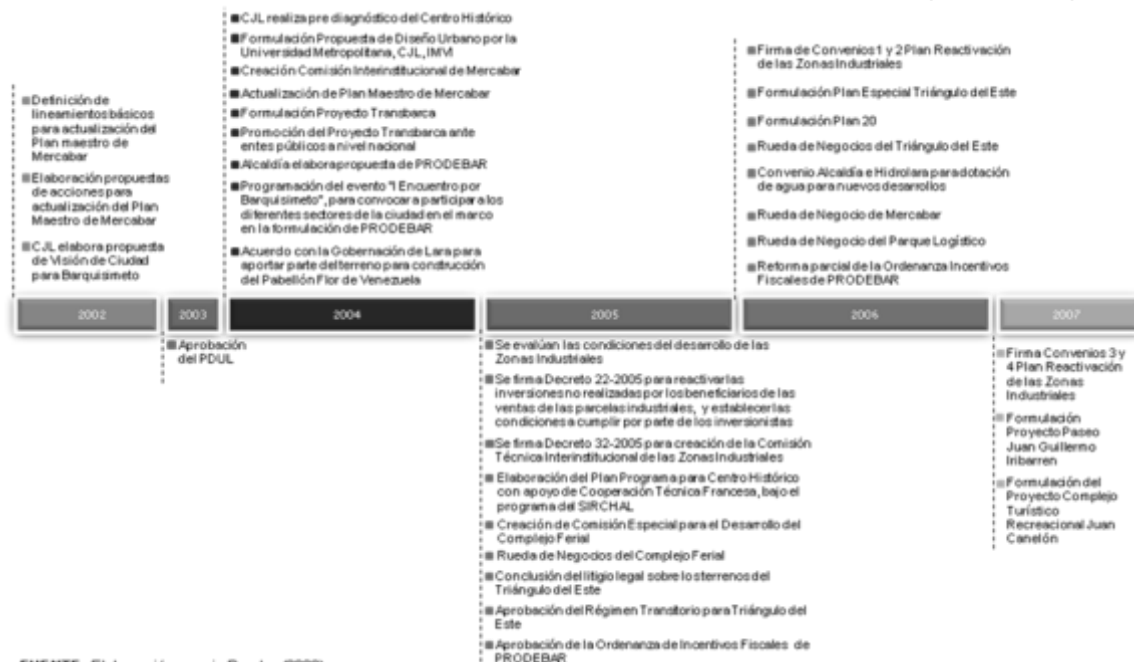 ■ Definición de
lineamientos básicos
para actualización del
Plan maestro de
Mercabar
■ Elaboración propuestas
de acciones para
actualización del Plan
Maestro de Mercabar
■ CJL elabora propuesta
de Visión de Ciudad
para Barquisimeto
2002
2003
■ Aprobación
del PDUL
■ CJL realiza pre diagnóstico del Centro Histórico
■ Formulación Propuesta de Diseño Urbano por la
Universidad Metropolitana, CJL, IMVI
■ Creación Comisión Interinstitucional de Mercabar
■ Actualización de Plan Maestro de Mercabar
■ Formulación Proyecto Transbarca
■ Promoción del Proyecto Transbarca ante
entes públicos a nivel nacional
■ Alcaldía elabora propuesta de PRODEBAR
■ Programación del evento "I Encuentro por
Barquisimeto", para convocar a participar a los
diferentes sectores de la ciudad en el marco
en la formulación de PRODEBAR
■ Acuerdo con la Gobernación de Lara para
aportar parte del terreno para construcción
del Pabellón Flor de Venezuela
2004
2005
■ Se evalúan las condiciones del desarrollo de las
Zonas Industriales
■ Se firma Decreto 22-2005 para reactivar las
inversiones no realizadas por los beneficiarios de las
ventas de las parcelas industriales, y establecer las
condiciones a cumplir por parte de los inversionistas
■ Se firma Decreto 32-2005 para creación de la Comisión
Técnica Interinstitucional de las Zonas Industriales
■ Elaboración del Plan Programa para Centro Histórico
con apoyo de Cooperación Técnica Francesa, bajo el
programa del SIRCHAL
■ Creación de Comisión Especial para el Desarrollo del
Complejo Ferial
■ Rueda de Negocios del Complejo Ferial
■ Conclusión del litigio legal sobre los terrenos del
Triángulo del Este
■ Aprobación del Régimen Transitorio para Triángulo del
Este
■ Aprobación de la Ordenanza de Incentivos Fiscales de
PRODEBAR
■ Firma de Convenios 1 y 2 Plan Reactivación
de las Zonas Industriales
■ Formulación Plan Especial Triángulo del Este
■ Formulación Plan 20
■ Rueda de Negocios del Triángulo del Este
■ Convenio Alcaldía e Hidrolara para dotación
de agua para nuevos desarrollos
■ Rueda de Negocio de Mercabar
■ Rueda de Negocio del Parque Logístico
■ Reforma parcial de la Ordenanza Incentivos
Fiscales de PRODEBAR
2006
2007
■ Firma Convenios 3 y
4 Plan Reactivación
de las Zonas
Industriales
■ Formulación
Proyecto Paseo
Juan Guillermo
Iribarren
■ Formulación del
Proyecto Complejo
Turístico
Recreacional Juan
Canelón